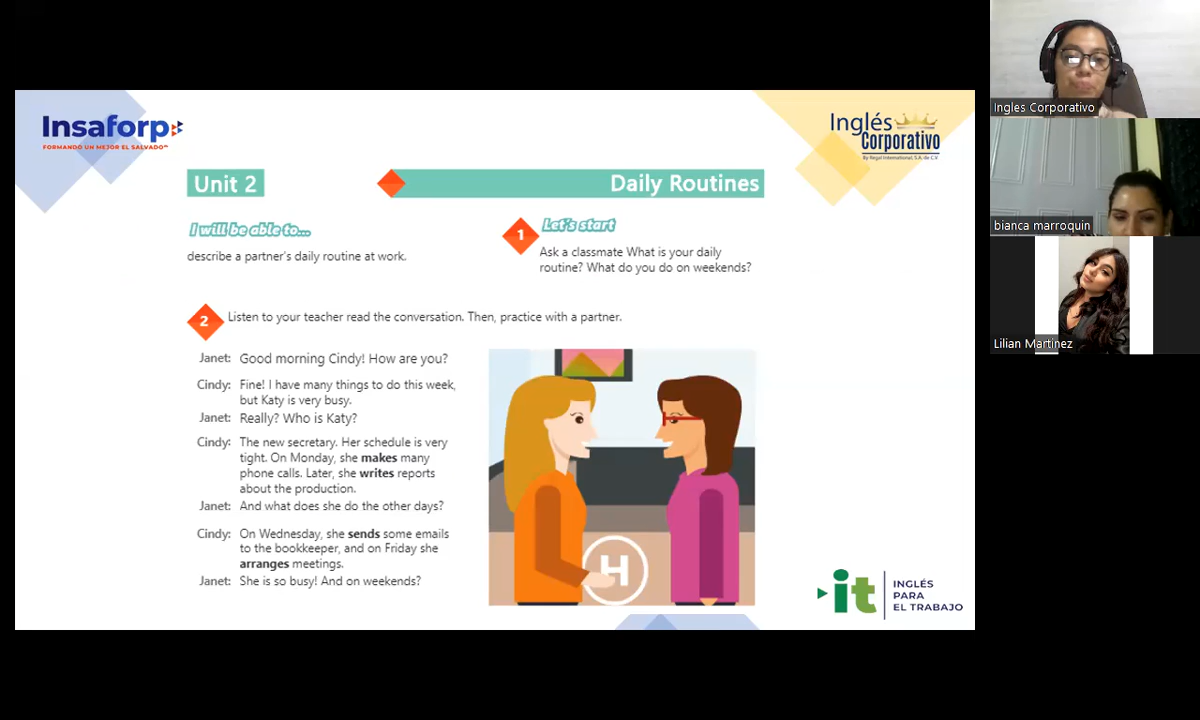 Insaforp
FORMANDO UN MEJOR EL SALVADOR
Inglés
Corporativo
By Regal International, S.A. de C.V.
Unit 2
Daily Routines
I will be able to...
describe a partner's daily routine at work.
1
Let's start
Ask a classmate What is your daily
routine? What do you do on weekends?
2
Listen to your teacher read the conversation. Then, practice with a partner.
Janet: Good morning Cindy! How are you?
Cindy: Fine! I have many things to do this week,
but Katy is very busy.
Janet: Really? Who is Katy?
Cindy: The new secretary. Her schedule is very
tight. On Monday, she makes many
phone calls. Later, she writes reports
about the production.
Janet: And what does she do the other days?
Cindy: On Wednesday, she sends some emails
to the bookkeeper, and on Friday she
arranges meetings.
Janet: She is so busy! And on weekends?
H
it
INGLÉS
PARA
EL TRABAJO
Ingles Corporativo
bianca marroquin
Lilian Martinez